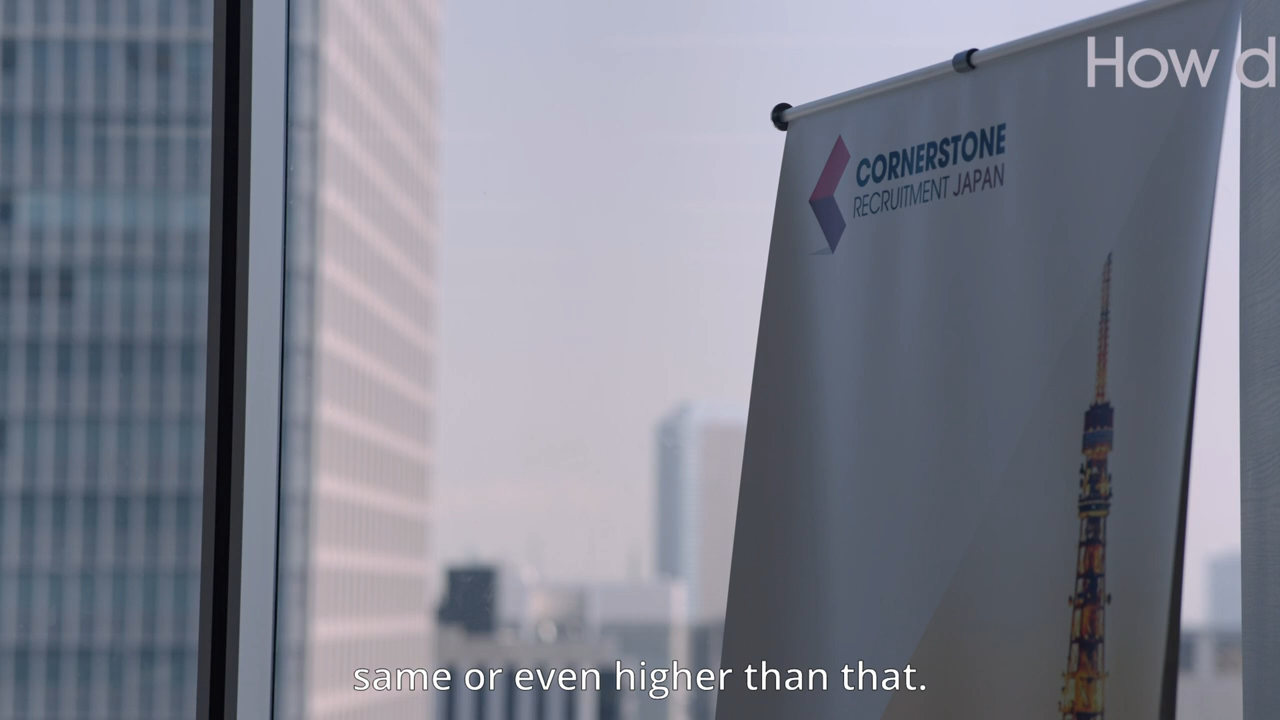 How d
CORNERSTONE
RECRUITMENT JAPAN
same or even higher than that.